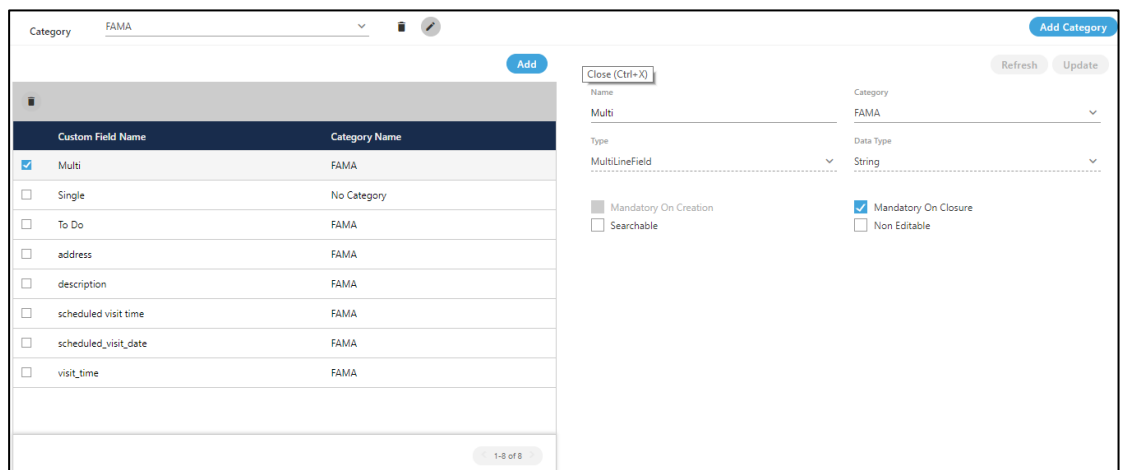 Category FAMA Add Category
Add Refresh Update
Close (Ctrl+X)
Name Category
Multi FAMA
Type Data Type
MultiLineField String
Mandatory On Creation Mandatory On Closure
Searchable Non Editable
Custom Field Name Category Name
Multi FAMA
Single No Category
To Do FAMA
address FAMA
description FAMA
scheduled visit time FAMA
scheduled_visit_date FAMA
visit_time FAMA
1-8 of 8